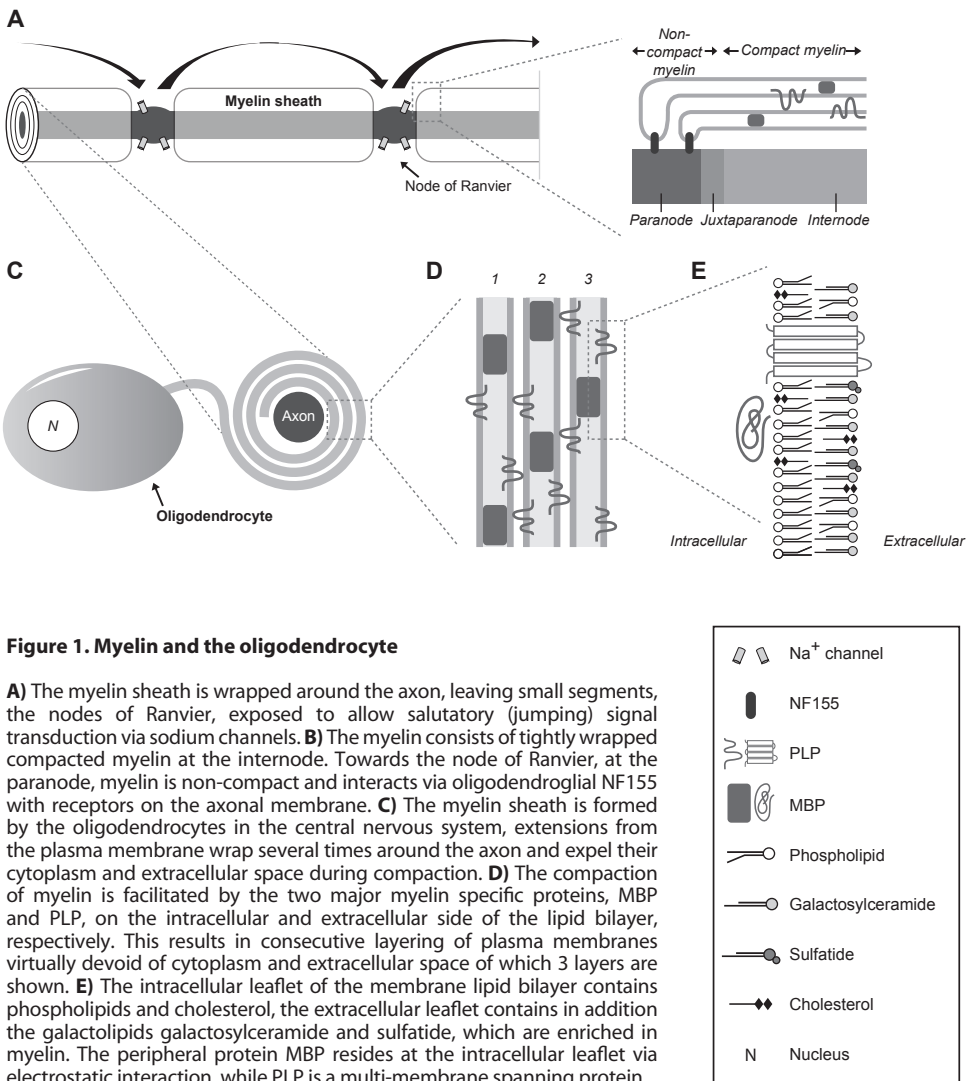 A
Non-
compact
myelin
Compact myelin
Myelin sheath
Node of Ranvier
Paranode Juxtaparanode Internode
C
D
1 2 3
E
N
Axon
Oligodendrocyte
Intracellular
Extracellular
Figure 1. Myelin and the oligodendrocyte
A) The myelin sheath is wrapped around the axon, leaving small segments,
the nodes of Ranvier, exposed to allow salutatory (jumping) signal
transduction via sodium channels. B) The myelin consists of tightly wrapped
compacted myelin at the internode. Towards the node of Ranvier, at the
paranode, myelin is non-compact and interacts via oligodendroglial NF155
with receptors on the axonal membrane. C) The myelin sheath is formed
by the oligodendrocytes in the central nervous system, extensions from
the plasma membrane wrap several times around the axon and expel their
cytoplasm and extracellular space during compaction. D) The compaction
of myelin is facilitated by the two major myelin specific proteins, MBP
and PLP, on the intracellular and extracellular side of the lipid bilayer,
respectively. This results in consecutive layering of plasma membranes
virtually devoid of cytoplasm and extracellular space of which 3 layers are
shown. E) The intracellular leaflet of the membrane lipid bilayer contains
phospholipids and cholesterol, the extracellular leaflet contains in addition
the galactolipids galactosylceramide and sulfatide, which are enriched in
myelin. The peripheral protein MBP resides at the intracellular leaflet via
electrostatic interaction, while PLP is a multi-membrane spanning protein.
Na+ channel
NF155
PLP
MBP
Phospholipid
Galactosylceramide
Sulfatide
Cholesterol
N Nucleus